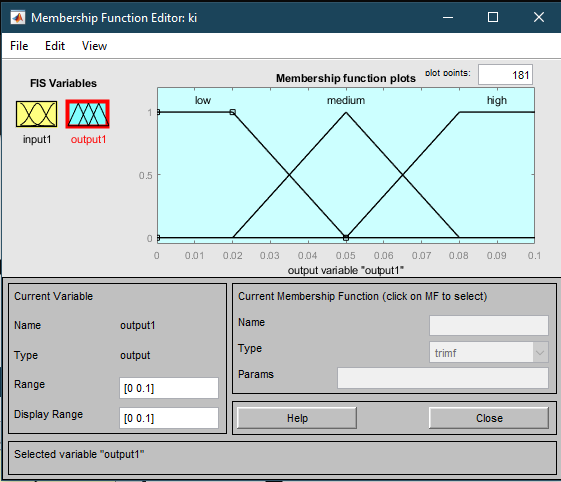 Membership Function Editor: ki
File Edit View
FIS Variables
input1 output1
Membership function plots
plot points: 181
low medium high
1
0.5
0
0 0.01 0.02 0.03 0.04 0.05 0.06 0.07 0.08 0.09 0.1
output variable "output1"
Current Variable
Name output1
Type output
Range [0 0.1]
Display Range [0 0.1]
Current Membership Function (click on MF to select)
Name
Type trimf
Params
Help Close
Selected variable "output1"